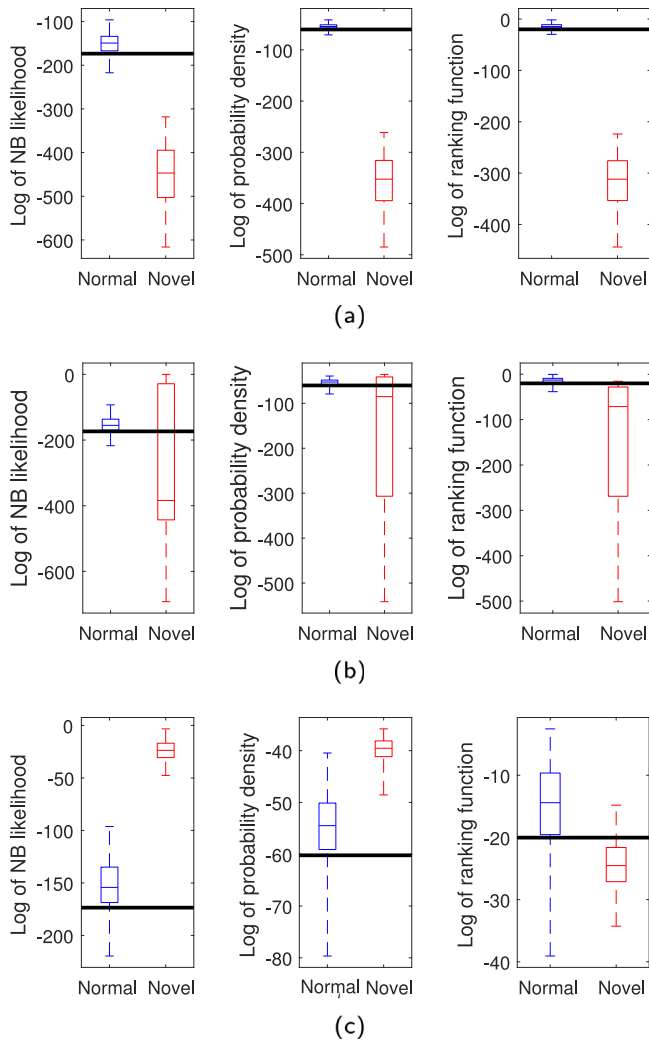 Log of NB likelihood
-100
-200
-300
-400
-500
-600
Normal Novel
Log of probability density
-100
-200
-300
-400
-500
Normal Novel
Log of ranking function
0
-100
-200
-300
-400
Normal Novel
(a)
Log of NB likelihood
0
-200
-400
-600
Normal Novel
Log of probability density
-100
-200
-300
-400
-500
Normal Novel
Log of ranking function
0
-100
-200
-300
-400
-500
Normal Novel
(b)
Log of NB likelihood
0
-50
-100
-150
-200
Normal Novel
Log of probability density
-40
-50
-60
-70
-80
Normal Novel
Log of ranking function
-10
-20
-30
-40
Normal Novel
(c)